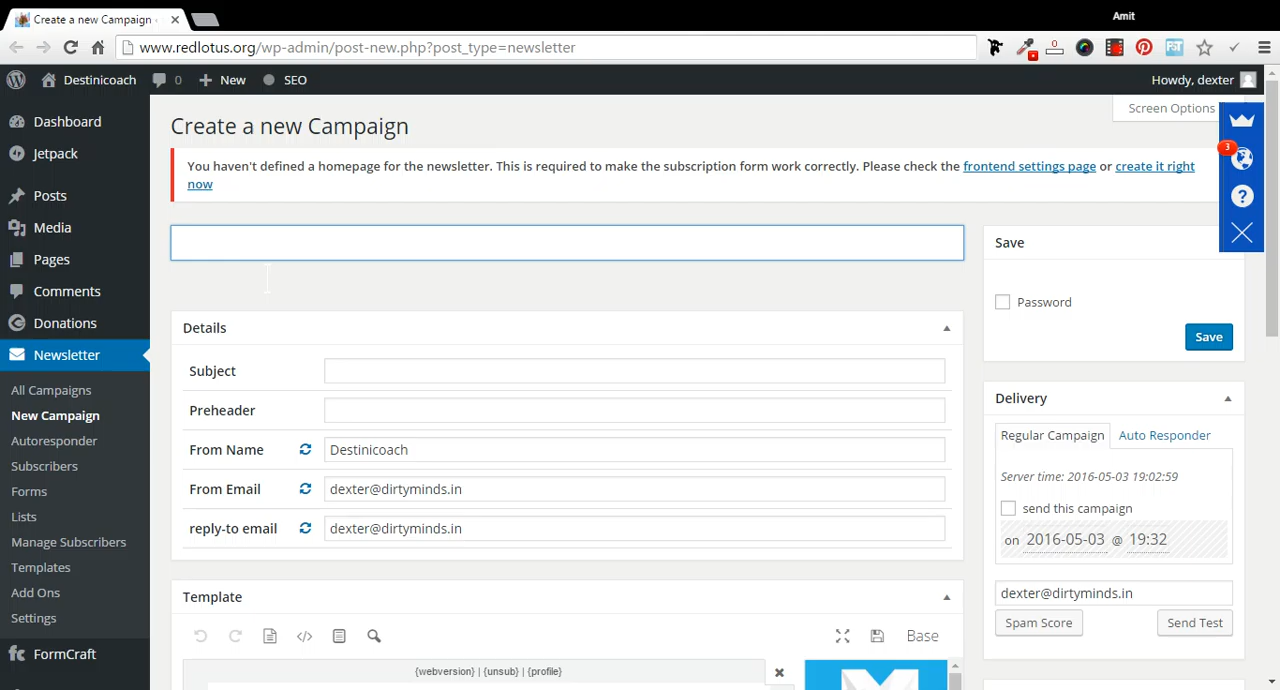 Amit
Create a new Campaign
www.redlotus.org/wp-admin/post-new.php?post_type=newsletter
Destinicoach 0 New SEO Howdy, dexter
Screen Options
Dashboard
Jetpack
Posts
Media
Pages
Comments
Donations
Newsletter
All Campaigns
New Campaign
Autoresponder
Subscribers
Forms
Lists
Manage Subscribers
Templates
Add Ons
Settings
FormCraft
Create a new Campaign
You haven't defined a homepage for the newsletter. This is required to make the subscription form work correctly. Please check the frontend settings page or create it right
now
3
?
Details
Subject
Preheader
From Name Destinicoach
From Email dexter@dirtyminds.in
reply-to email dexter@dirtyminds.in
Template
Base
{webversion} | {unsub} | {profile}
Save
Password
Save
Delivery
Regular Campaign Auto Responder
Server time: 2016-05-03 19:02:59
send this campaign
on 2016-05-03 @ 19:32
dexter@dirtyminds.in
Spam Score Send Test